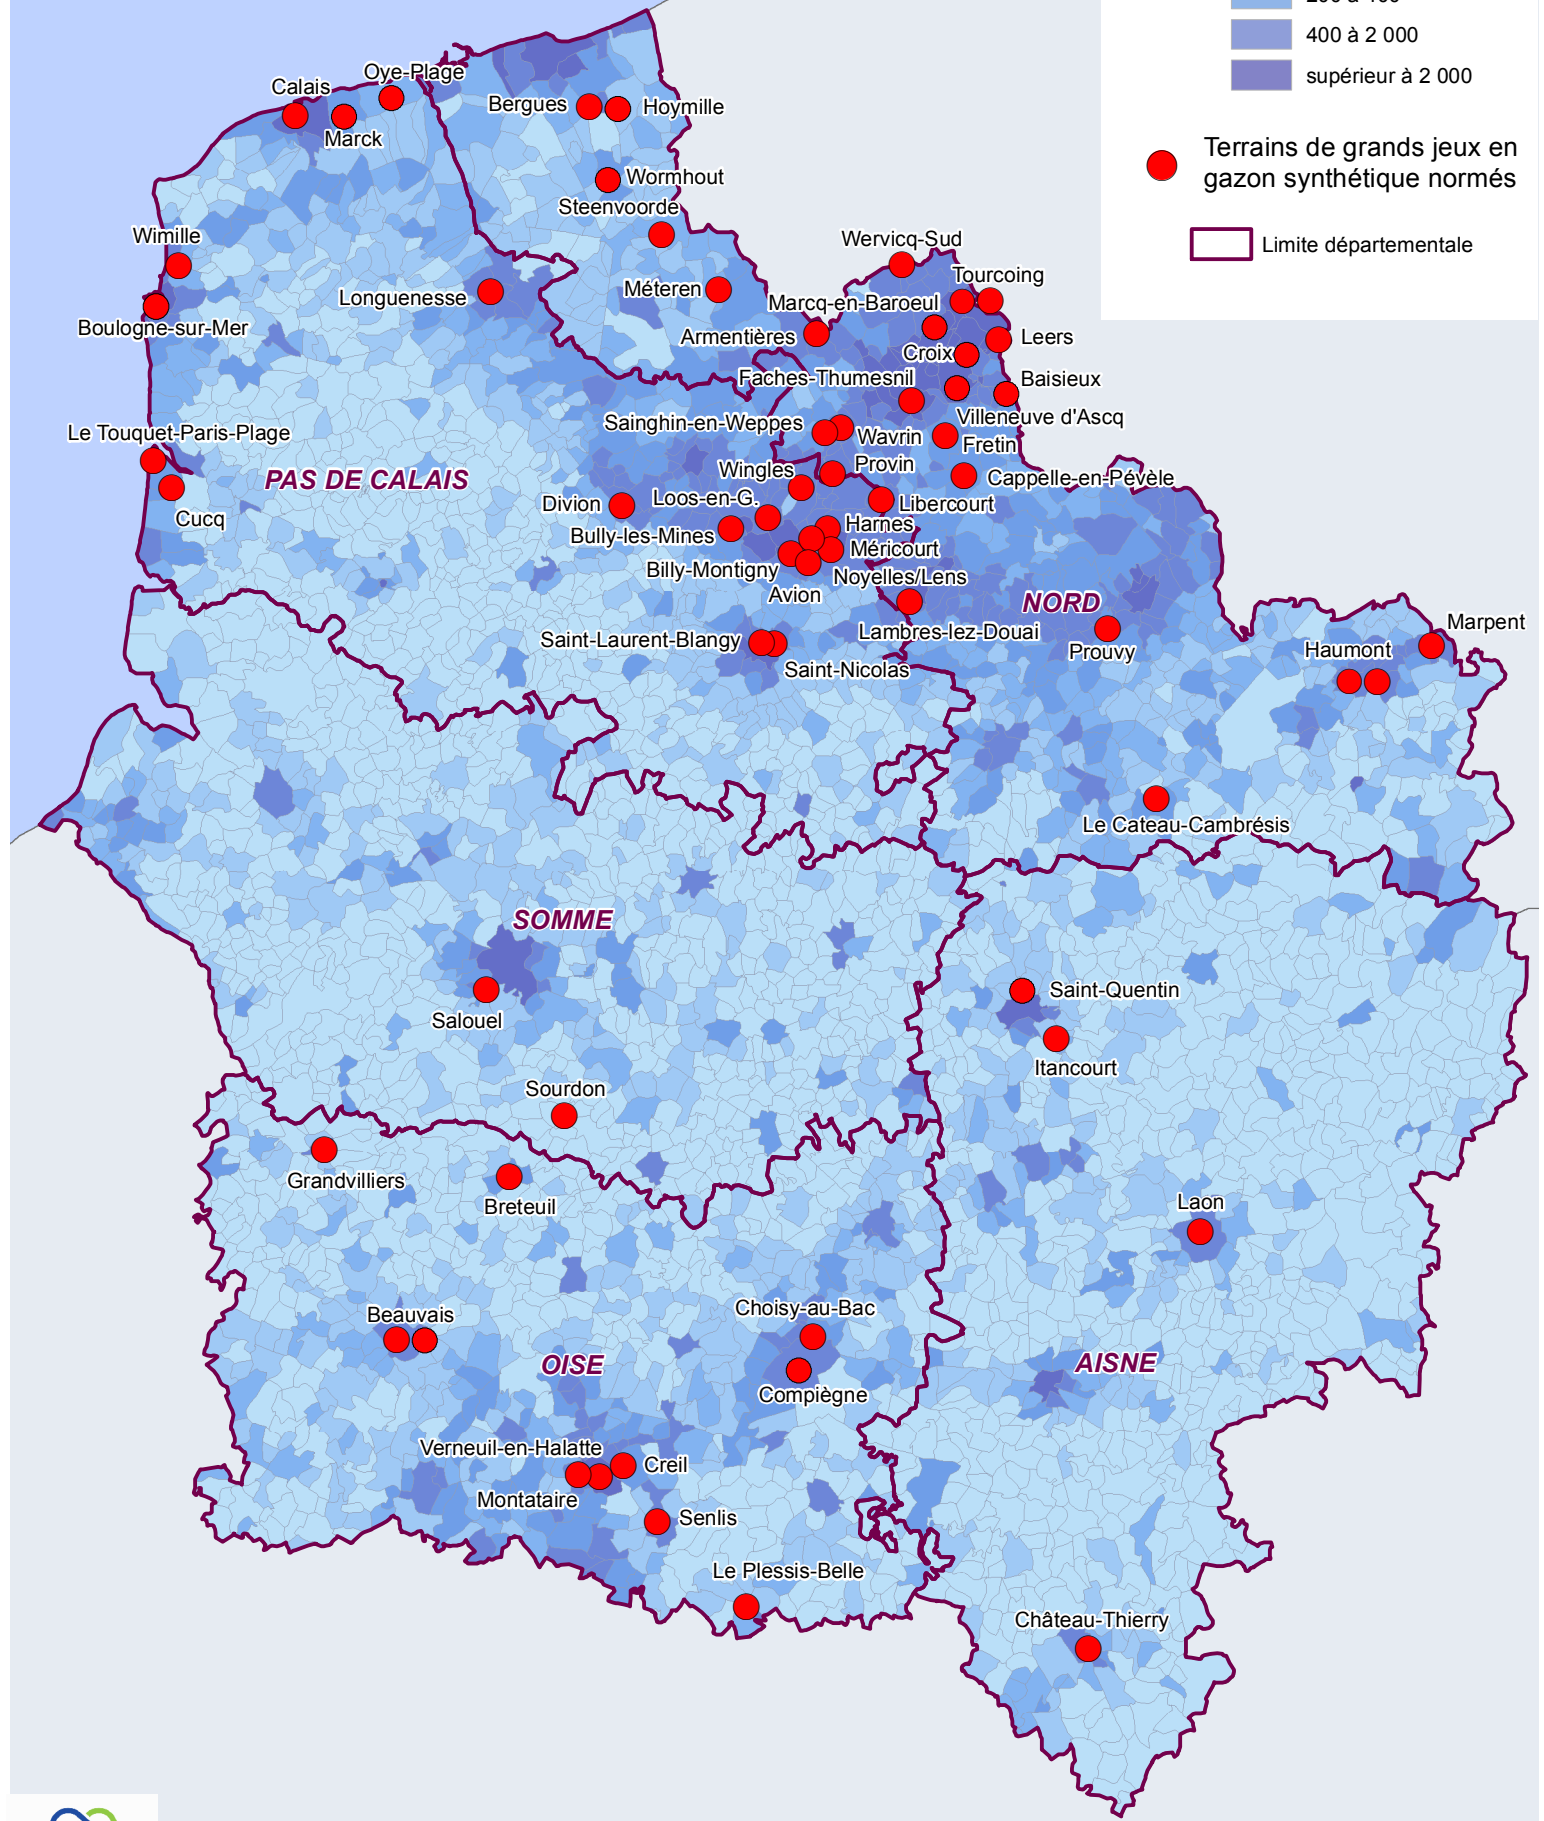 400 à 2 000
supérieur à 2 000
Terrains de grands jeux en
gazon synthétique normés
Limite départementale
Oye-Plage
Calais
Marck
Bergues
Hoymille
Wormhout
Steenvoorde
Wimille
Wervicq-Sud
Tourcoing
Longuenesse
Méteren
Marcq-en-Baroeul
Boulogne-sur-Mer
Armentières
Leers
Croix
Faches-Thumesnil
Baisieux
Villeneuve d'Ascq
Sainghin-en-Weppes
Wavrin
Fretin
Le Touquet-Paris-Plage
PAS DE CALAIS
Wingles
Provin
Cappelle-en-Pévèle
Cucq
Divion
Loos-en-G.
Libercourt
Bully-les-Mines
Harnes
Méricourt
Billy-Montigny
Noyelles/Lens
Avion
NORD
Saint-Laurent-Blangy
Lambres-lez-Douai
Prouvy
Marpent
Haumont
Saint-Nicolas
Le Cateau-Cambrésis
SOMME
Saint-Quentin
Salouel
Itancourt
Sourdon
Grandvilliers
Breteuil
Laon
Beauvais
Choisy-au-Bac
OISE
AISNE
Compiègne
Verneuil-en-Halatte
Creil
Montataire
Senlis
Le Plessis-Belle
Château-Thierry